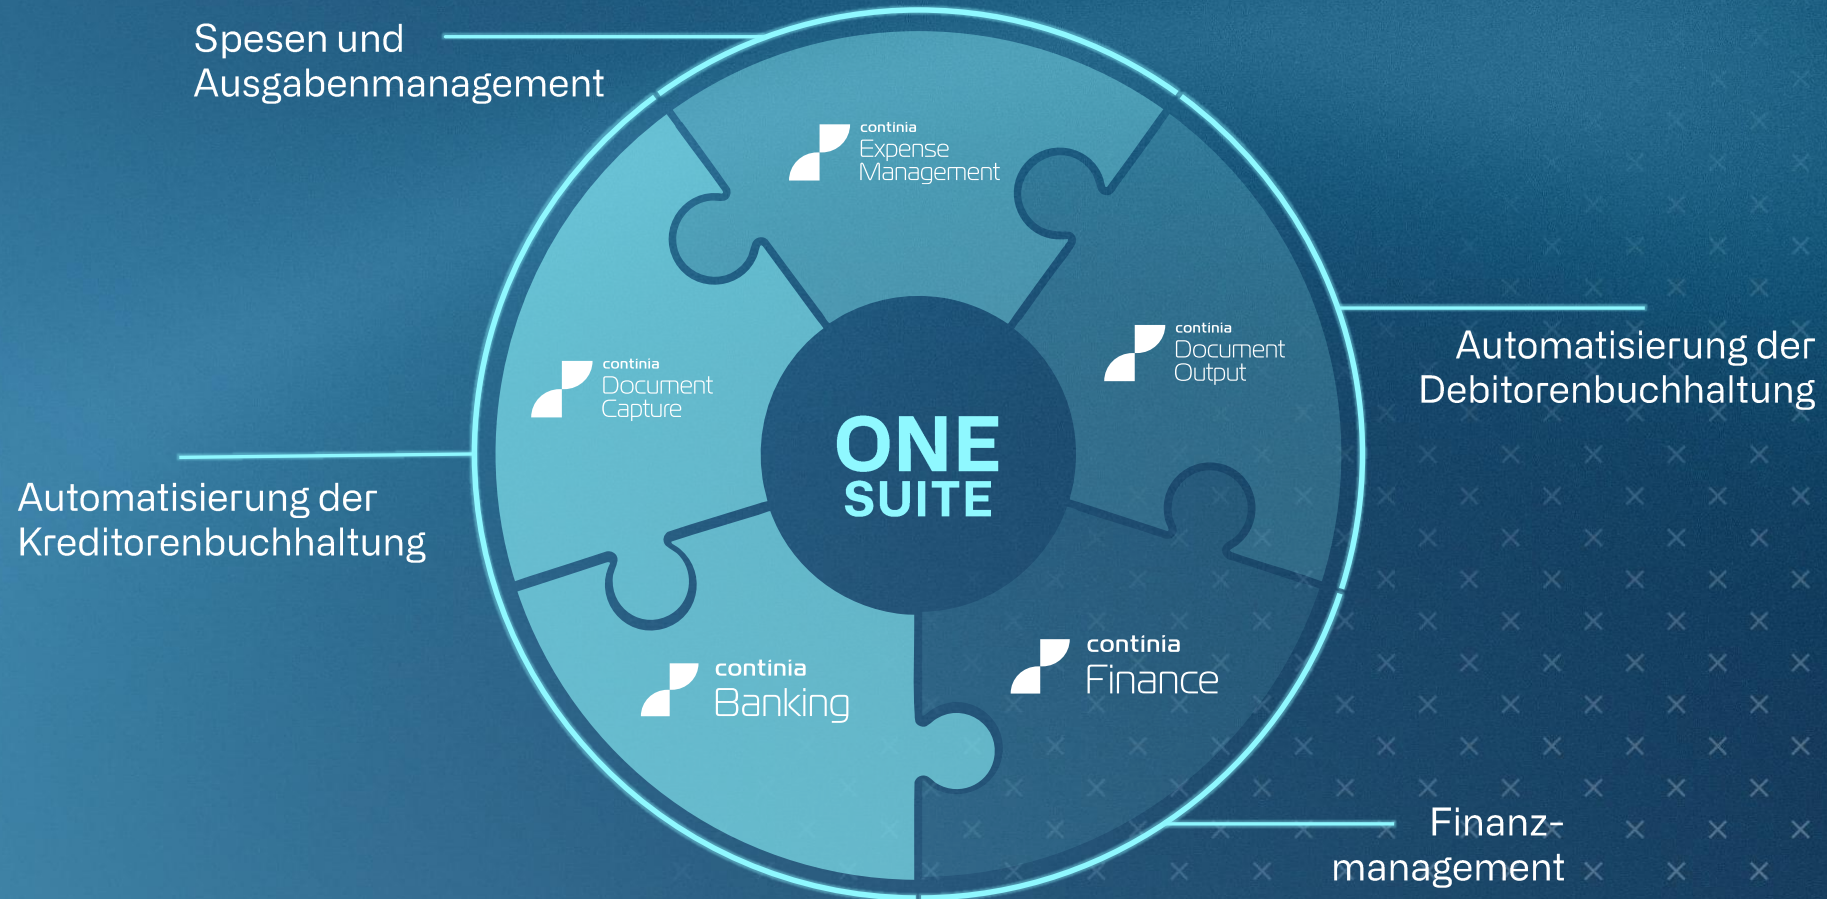 Spesen und
Ausgabenmanagement
continia
Expense
Management
continia
Document
Output
Automatisierung der
Debitorenbuchhaltung
continia
Document
Capture
ONE
SUITE
Automatisierung der
Kreditorenbuchhaltung
continia
Banking
continia
Finance
Finanz-
management